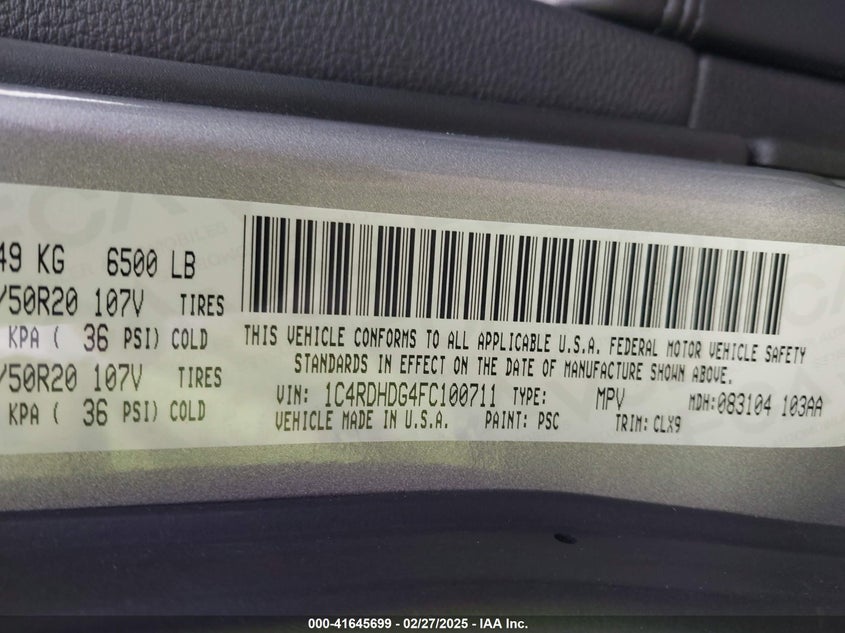 49 KG 6500 LB
/50R20 107V TIRES
KPA ( 36 PSI) COLD
/50R20 107V TIRES
KPA ( 36 PSI) COLD
THIS VEHICLE CONFORMS TO ALL APPLICABLE U.S.A. FEDERAL MOTOR VEHICLE SAFETY
STANDARDS IN EFFECT ON THE DATE OF MANUFACTURE SHOWN ABOVE.
VIN: 1C4RDHDG4FC100711 TYPE: MPV MDH: 083104 103AA
VEHICLE MADE IN U.S.A. PAINT: PSC TRIM: CLX9
000-41645699 - 02/27/2025 - IAA Inc.